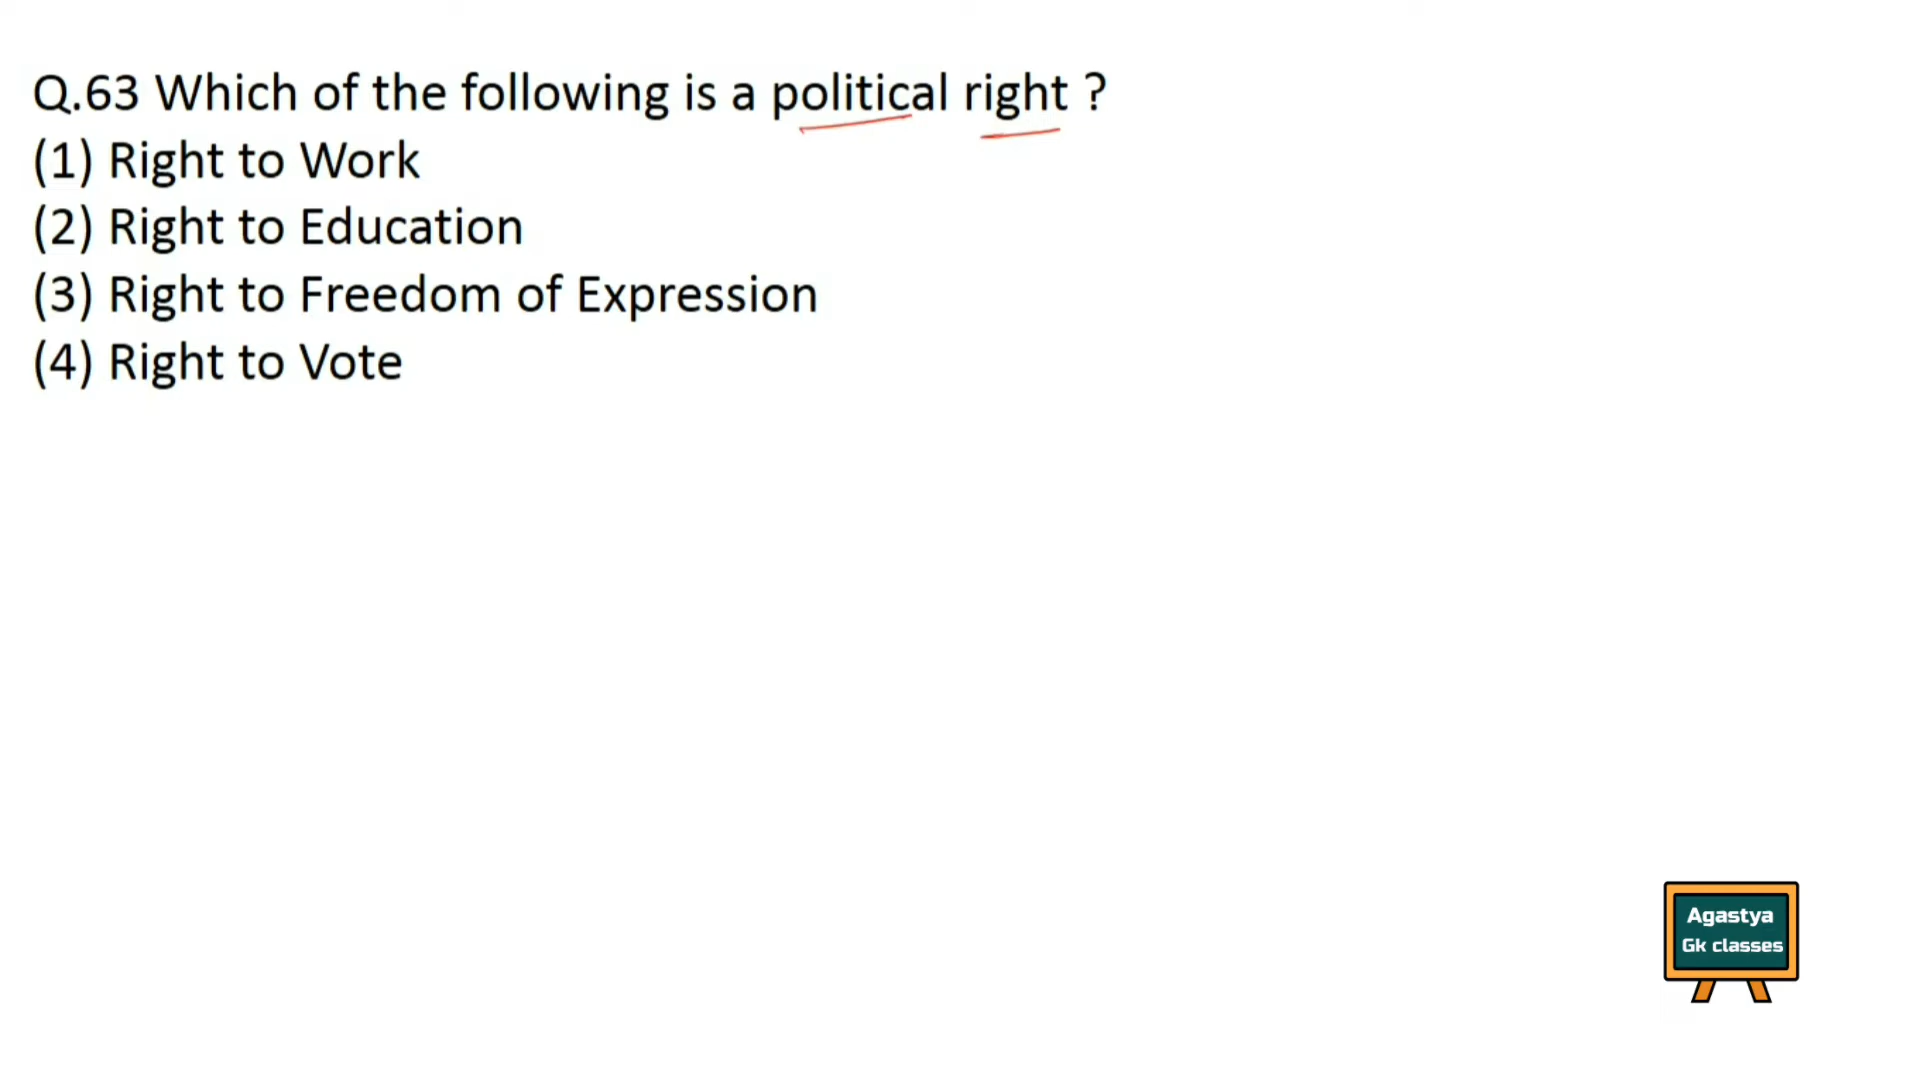 Q.63 Which of the following is a political right ?
(1) Right to Work
(2) Right to Education
(3) Right to Freedom of Expression
(4) Right to Vote
Agastya
Gk classes